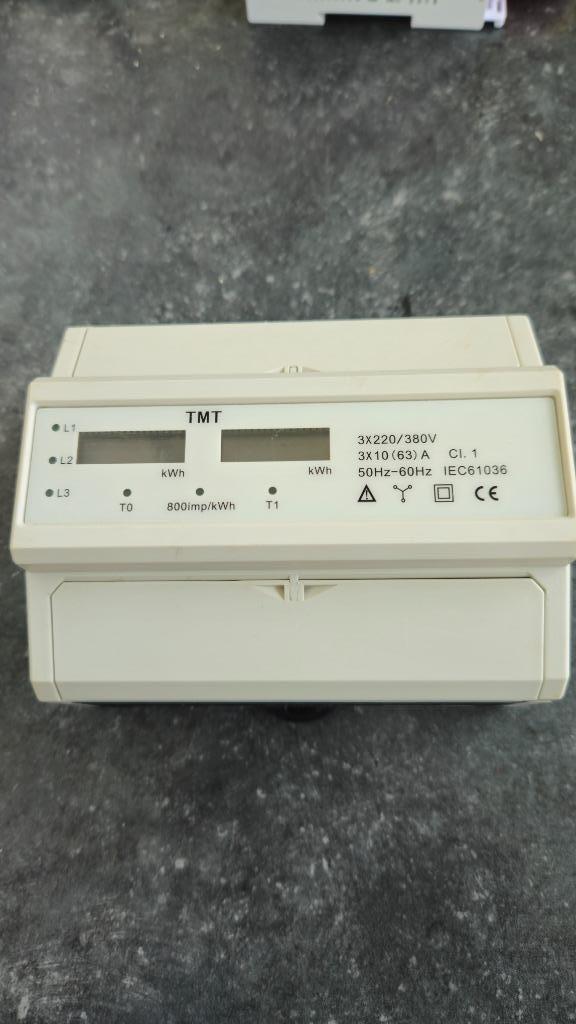 TMT
L1
L2
L3
kWh
kWh
T0
800imp/kWh
T1
3X220/380V
3X10(63)A Cl. 1
50Hz-60Hz IEC61036
CE